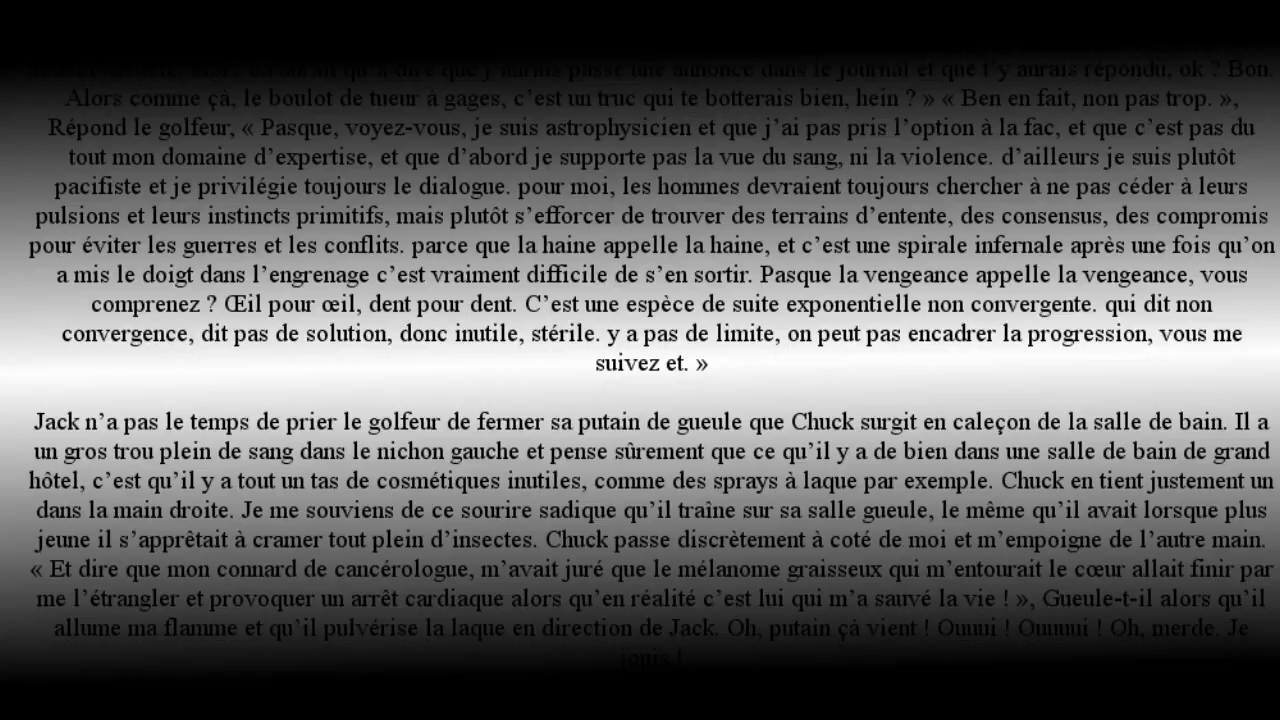 passé une annonce dans le journal et que t’y aurais répondu, ok ? Bon.
Alors comme çà, le boulot de tueur à gages, c’est un truc qui te botterais bien, hein ? » « Ben en fait, non pas trop. »,
Répond le golfeur, « Pasque, voyez-vous, je suis astrophysicien et que j’ai pas pris l’option à la fac, et que c’est pas du
tout mon domaine d’expertise, et que d’abord je supporte pas la vue du sang, ni la violence. d’ailleurs je suis plutôt
pacifiste et je privilégie toujours le dialogue. pour moi, les hommes devraient toujours chercher à ne pas céder à leurs
pulsions et leurs instincts primitifs, mais plutôt s’efforcer de trouver des terrains d’entente, des consensus, des compromis
pour éviter les guerres et les conflits. parce que la haine appelle la haine, et c’est une spirale infernale après une fois qu’on
a mis le doigt dans l’engrenage c’est vraiment difficile de s’en sortir. Pasque la vengeance appelle la vengeance, vous
comprenez ? Œil pour œil, dent pour dent. C’est une espèce de suite exponentielle non convergente. qui dit non
convergence, dit pas de solution, donc inutile, stérile. y a pas de limite, on peut pas encadrer la progression, vous me
suivez et. »
Jack n’a pas le temps de prier le golfeur de fermer sa putain de gueule que Chuck surgit en caleçon de la salle de bain. Il a
un gros trou plein de sang dans le nichon gauche et pense sûrement que ce qu’il y a de bien dans une salle de bain de grand
hôtel, c’est qu’il y a tout un tas de cosmétiques inutiles, comme des sprays à laque par exemple. Chuck en tient justement un
dans la main droite. Je me souviens de ce sourire sadique qu’il traîne sur sa salle gueule, le même qu’il avait lorsque plus
jeune il s’apprêtait à cramer tout plein d’insectes. Chuck passe discrètement à coté de moi et m’empoigne de l’autre main.
« Et dire que mon connard de cancérologue, m’avait juré que le mélanome graisseux qui m’entourait le cœur allait finir par
me l’étrangler et provoquer un arrêt cardiaque alors qu’en réalité c’est lui qui m’a sauvé la vie ! », Gueule-t-il alors qu’il
allume ma flamme et qu’il pulvérise la laque en direction de Jack. Oh, putain çà vient ! Ouuui ! Ouuuui ! Oh, merde. Je
jouis !